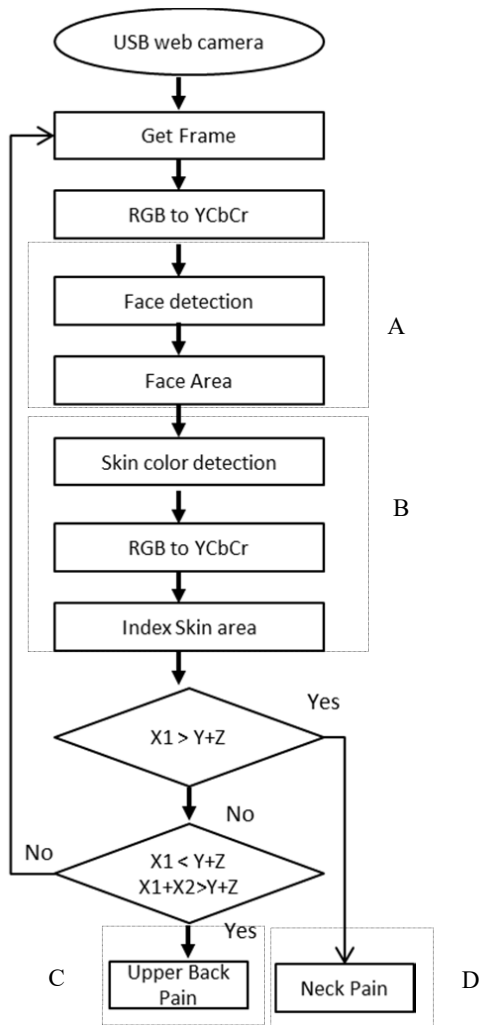 USB web camera
Get Frame
RGB to YCbCr
Face detection
A
Face Area
Skin color detection
B
RGB to YCbCr
Index Skin area
Yes
X1 > Y+Z
No
No
X1 < Y+Z
X1+X2>Y+Z
Yes
C
Upper Back
Pain
Neck Pain
D